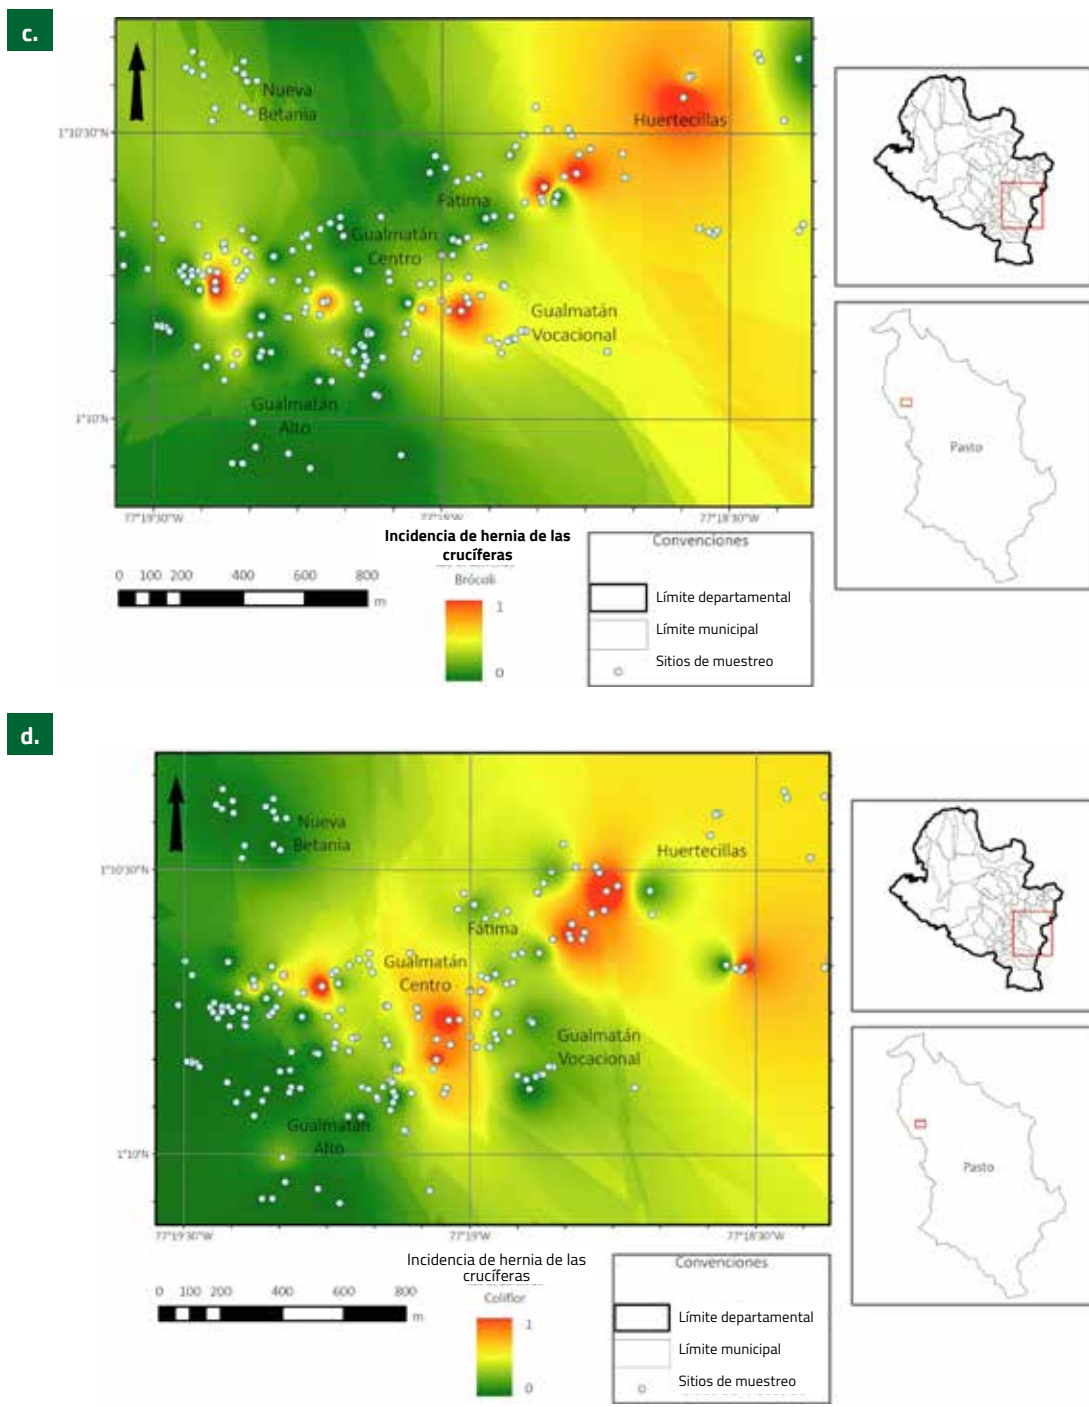 c.
Nueva
Betania
Huertecillas
1°10'30"N
Fátima
Gualmatán
Centro
Gualmatán
Vocacional
Gualmatán
Alto
1°10'N
77°19'30"W
77°19'W
77°18'30"W
Pasto
0 100 200 400 600 800
m
Incidencia de hernia de las
crucíferas
Brócoli
1
0
Convenciones
Límite departamental
Límite municipal
Sitios de muestreo
d.
Nueva
Betania
Huertecillas
1°10'30"N
Fátima
Gualmatán
Centro
Gualmatán
Vocacional
Gualmatán
Alto
1°10'N
77°19'30"W
77°19'W
77°18'30"W
Pasto
0 100 200 400 600 800
m
Incidencia de hernia de las
crucíferas
Coliflor
1
0
Convenciones
Límite departamental
Límite municipal
Sitios de muestreo